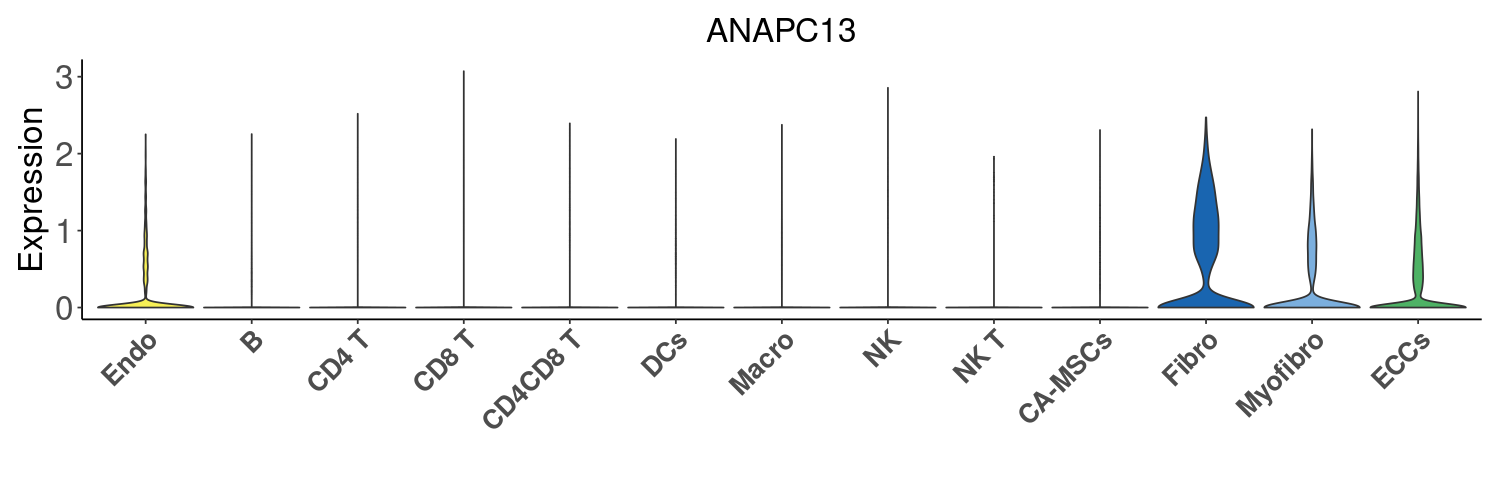 ANAPC13
Expression
3
2
1
0
Endo
B
CD4 T
CD8 T
CD4CD8 T
DCs
Macro
NK
NK T
CA-MSCs
Fibro
Myofibro
ECCs